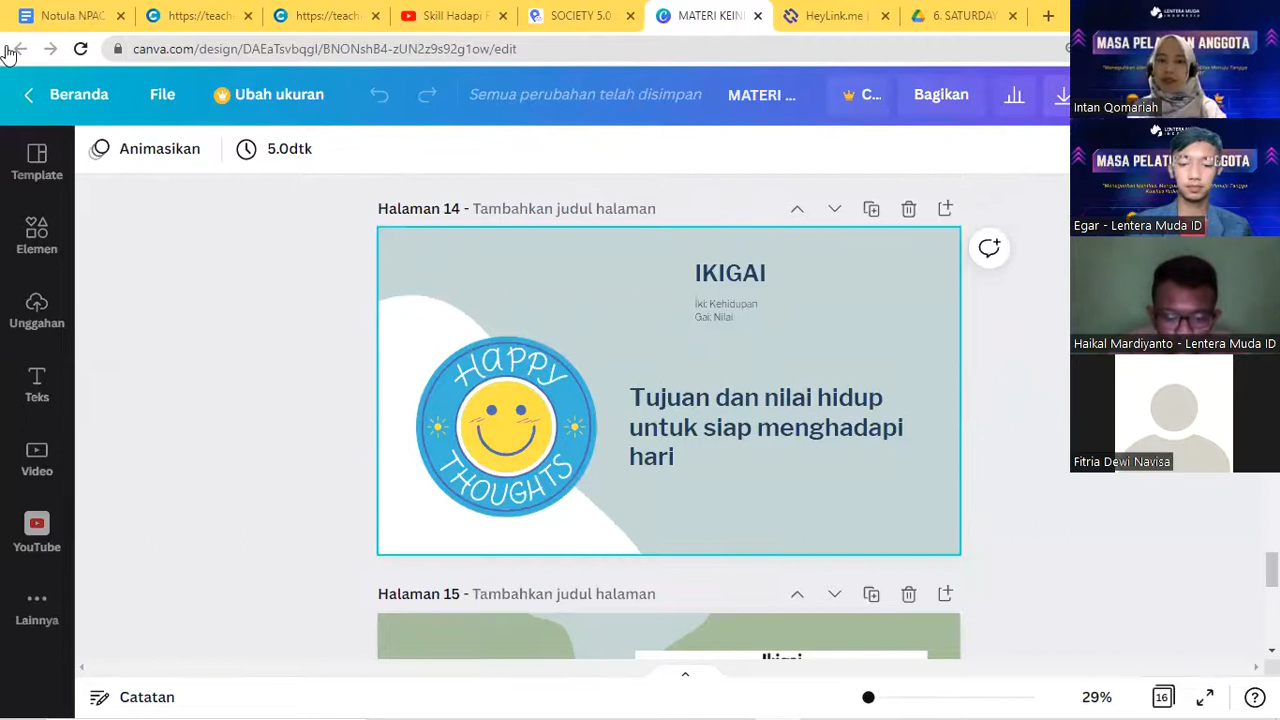 Notula NPAC
https://teach
https://teach
Skill Hadapi F
SOCIETY 5.0
MATERI KEIN
HeyLink.me |
6. SATURDAY
canva.com/design/DAEaTsvbqgI/BNONshB4-zUN2z9s92g1ow/edit
Beranda
File
Ubah ukuran
Semua perubahan telah disimpan
MATERI ...
C...
Bagikan
Animasikan
5.0dtk
Template
Elemen
Unggahan
Teks
Video
YouTube
Lainnya
Halaman 14 - Tambahkan judul halaman
IKIGAI
Iki: Kehidupan
Gai: Nilai
HAPPY
THOUGHTS
Tujuan dan nilai hidup
untuk siap menghadapi
hari
Halaman 15 - Tambahkan judul halaman
Ikigai
Catatan
29%
16
LENTERA MUDA
MASA PELATIHAN ANGGOTA
Intan Qomariah
MASA PELATIHAN ANGGOTA
Egar - Lentera Muda ID
Haikal Mardiyanto - Lentera Muda ID
Fitria Dewi Navisa